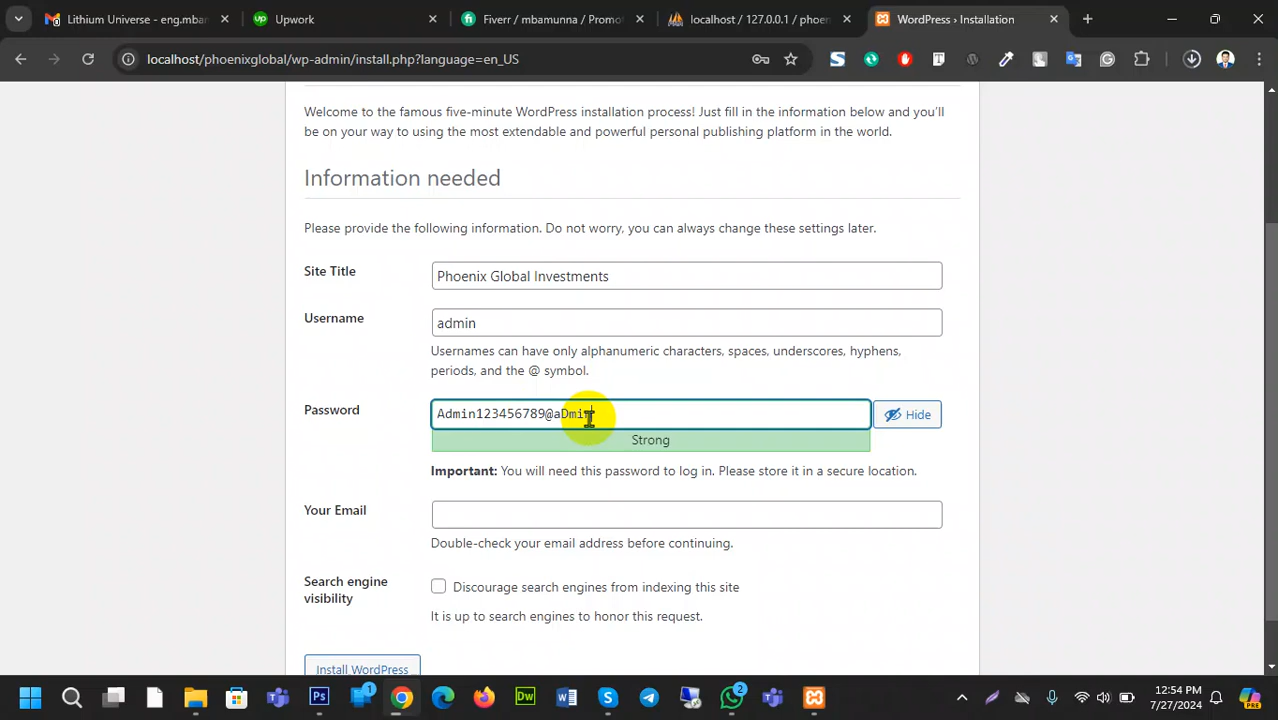 Lithium Universe - eng.mban
Upwork
Fiverr / mbamunna / Promo
localhost / 127.0.0.1 / phoen
WordPress › Installation
localhost/phoenixglobal/wp-admin/install.php?language=en_US
Welcome to the famous five-minute WordPress installation process! Just fill in the information below and you'll
be on your way to using the most extendable and powerful personal publishing platform in the world.
Information needed
Please provide the following information. Do not worry, you can always change these settings later.
Site Title
Phoenix Global Investments
Username
admin
Usernames can have only alphanumeric characters, spaces, underscores, hyphens,
periods, and the @ symbol.
Password
Admin123456789@aDmin
Hide
Strong
Important: You will need this password to log in. Please store it in a secure location.
Your Email
Double-check your email address before continuing.
Search engine
visibility
Discourse search engines from indexing this site
It is up to search engines to honor this request.
Install WordPress
12:54 PM
7/27/2024